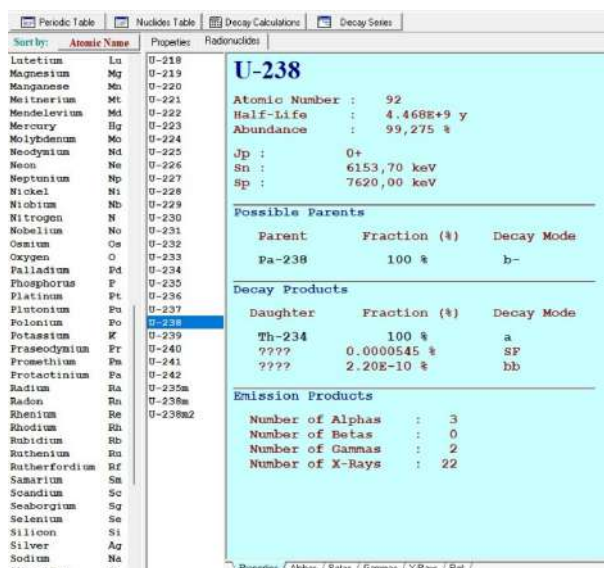 Periodic Table Nuclides Table Decay Calculations Decay Series
Sort by: Atomic Name Properties Radionuclides
Lutetium Lu
Magnesium Mg
Manganese Mn
Meitnerium Mt
Mendelevium Md
Mercury Hg
Molybdenum Mo
Neodymium Nd
Neon Ne
Neptunium Np
Nickel Ni
Niobium Nb
Nitrogen N
Nobelium No
Osmium Os
Oxygen O
Palladium Pd
Phosphorus P
Platinum Pt
Plutonium Pu
Polonium Po
Potassium K
Praseodymium Pr
Promethium Pm
Protactinium Pa
Radium Ra
Radon Rn
Rhenium Re
Rhodium Rh
Rubidium Rb
Ruthenium Ru
Rutherfordium Rf
Samarium Sm
Scandium Sc
Seaborgium Sg
Selenium Se
Silicon Si
Silver Ag
Sodium Na
U-218
U-219
U-220
U-221
U-222
U-223
U-224
U-225
U-226
U-227
U-228
U-229
U-230
U-231
U-232
U-233
U-234
U-235
U-236
U-237
U-238
U-239
U-240
U-241
U-242
U-235m
U-238m
U-238m2
U-238
Atomic Number : 92
Half-Life : 4.468E+9 y
Abundance : 99,275 %
Jp : 0+
Sn : 6153,70 keV
Sp : 7620,00 keV
Possible Parents
Parent Fraction (%) Decay Mode
Pa-238 100 % b-
Decay Products
Daughter Fraction (%) Decay Mode
Th-234 100 % a
???? 0.0000545 % SF
???? 2.20E-10 % bb
Emission Products
Number of Alphas : 3
Number of Betas : 0
Number of Gammas : 2
Number of X-Rays : 22